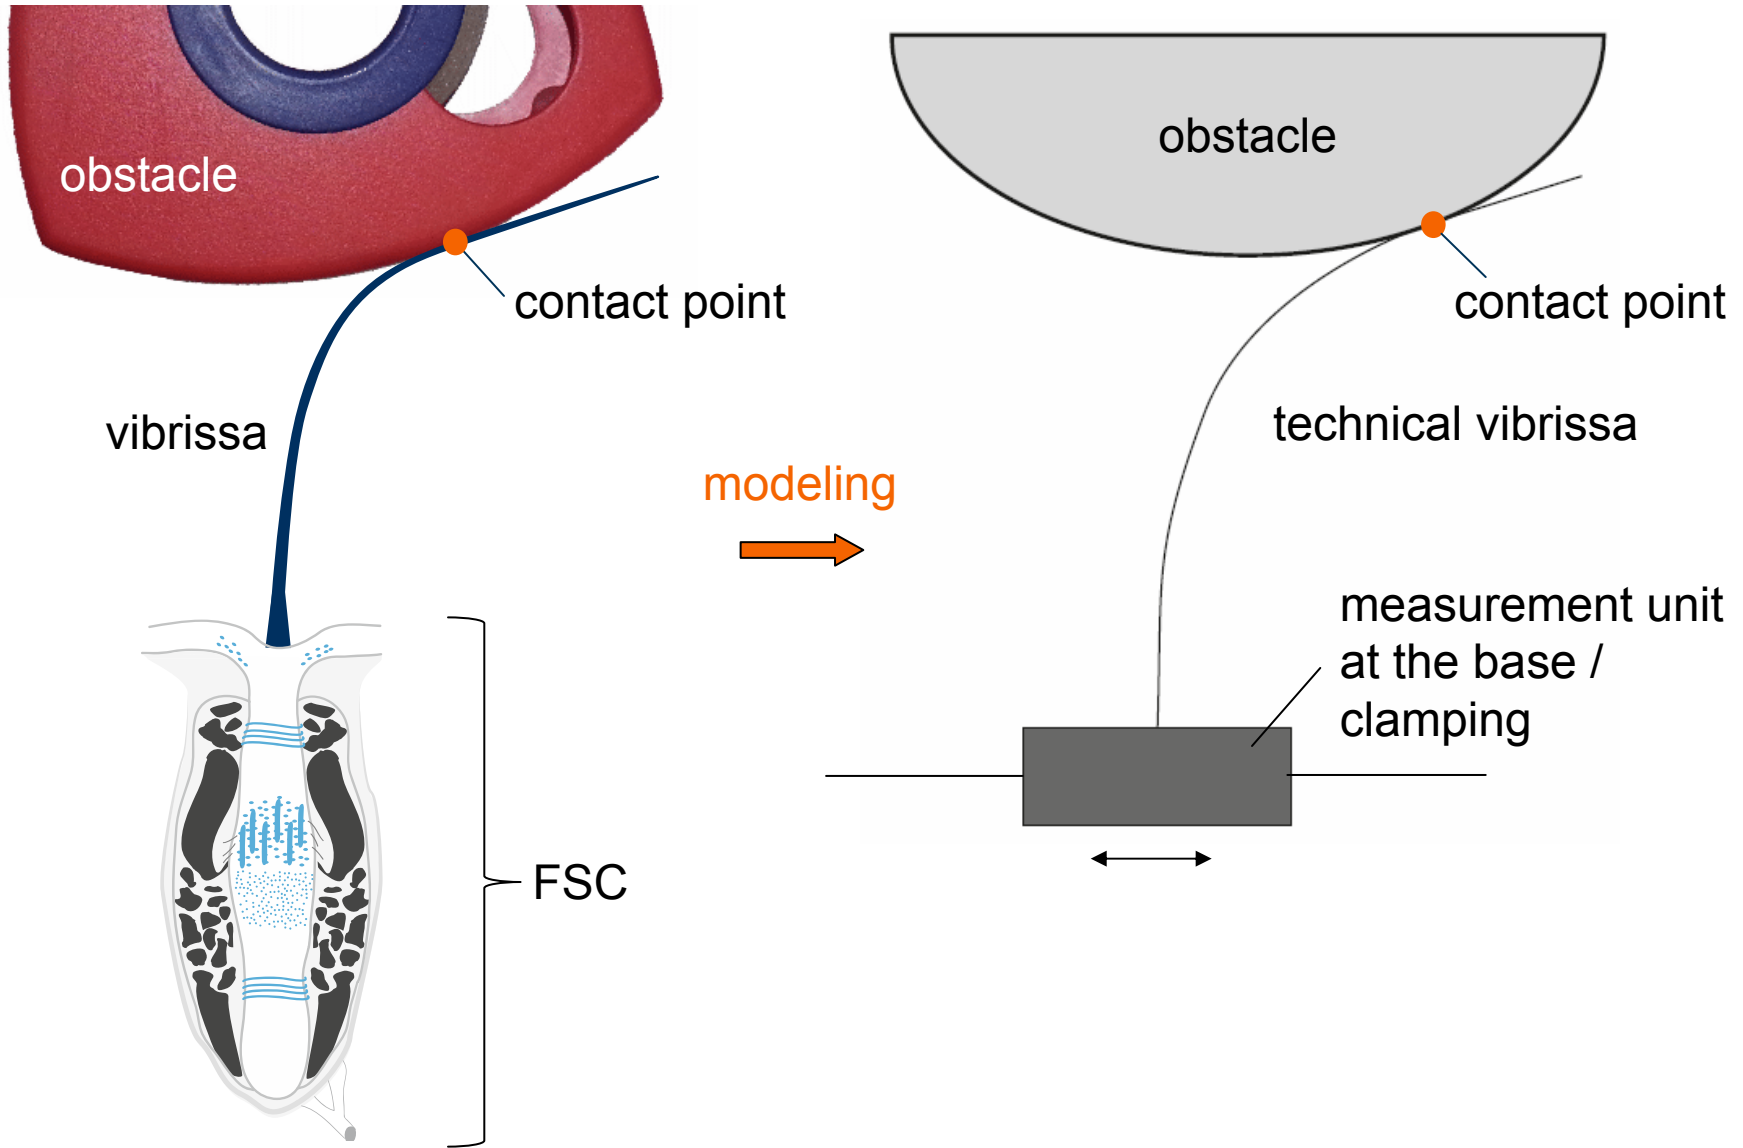 obstacle
contact point
vibrissa
FSC
modeling
obstacle
contact point
technical vibrissa
measurement unit
at the base /
clamping